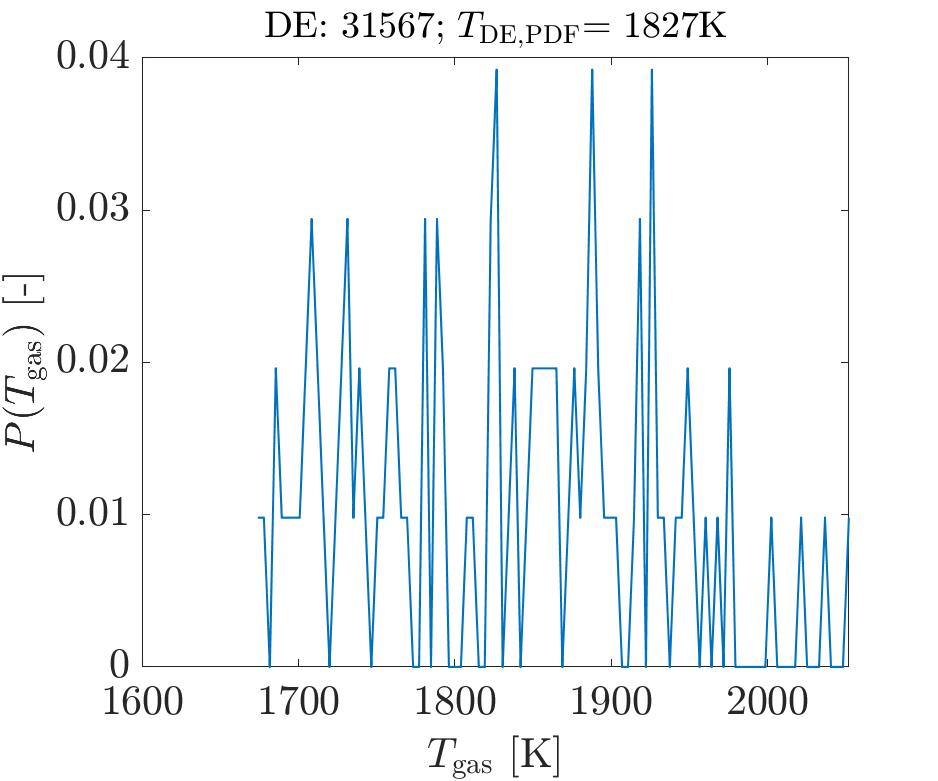 DE: 31567; T_DE,PDF= 1827K
0.04
0.03
0.02
0.01
0
P(T_gas) [-]
1600 1700 1800 1900 2000
T_gas [K]